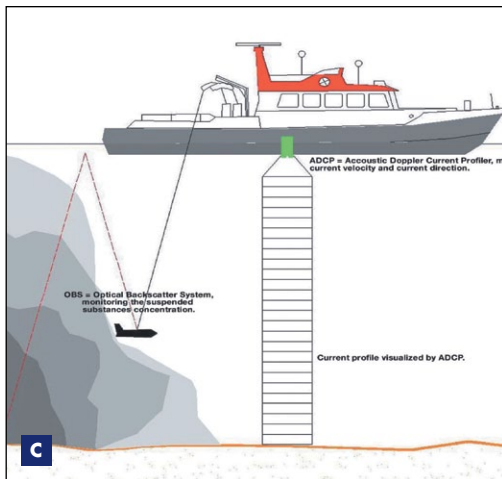 ADCP = Accoustic Doppler Current Profiler, m
current velocity and current direction.
OBS = Optical Backscatter System,
monitoring the suspended
substances concentration.
Current profile visualized by ADCP.
C